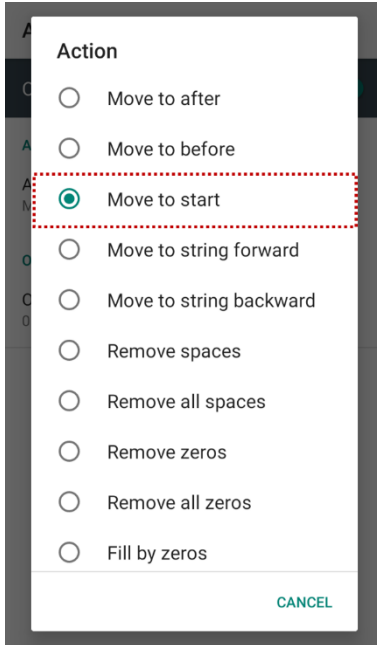 Action
Move to after
Move to before
Move to start
Move to string forward
Move to string backward
Remove spaces
Remove all spaces
Remove zeros
Remove all zeros
Fill by zeros
CANCEL